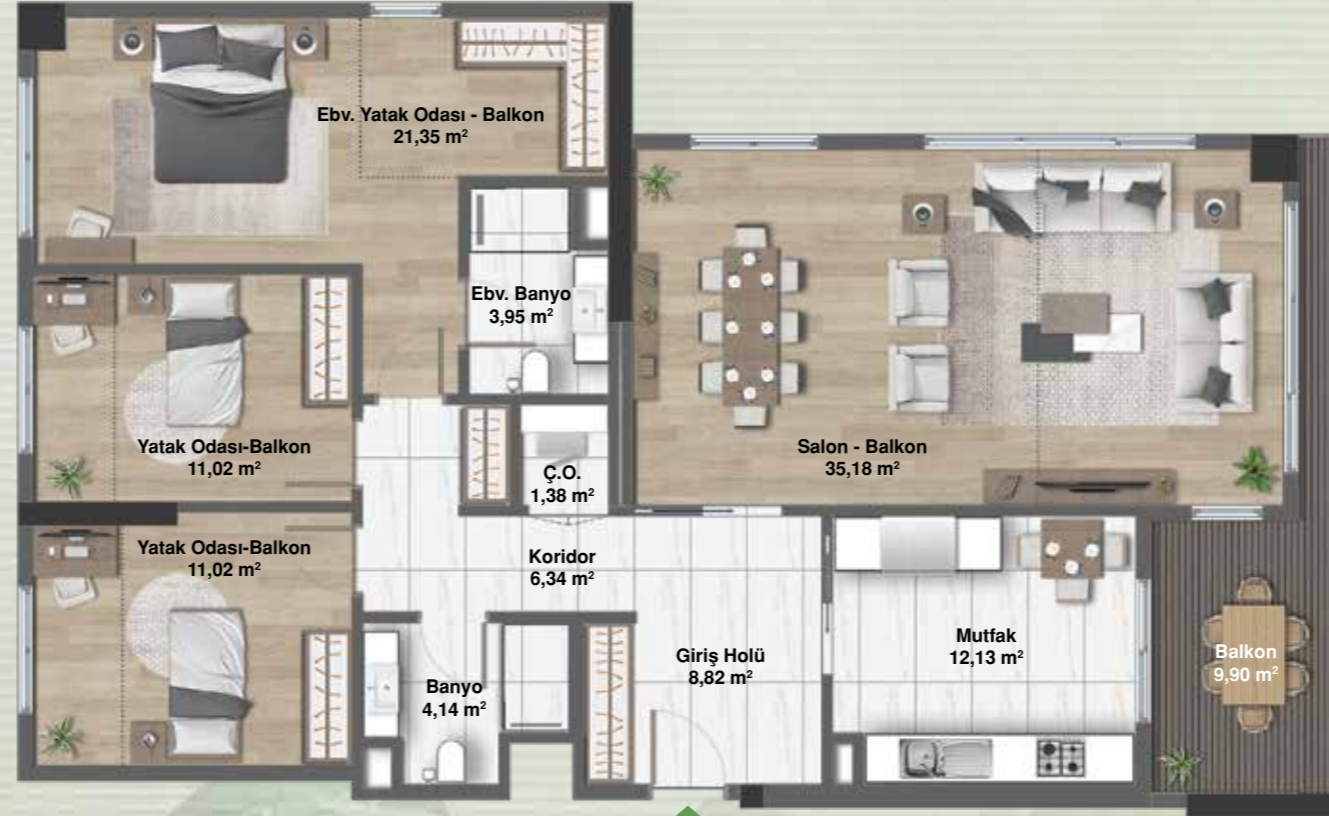 Ebv. Yatak Odası - Balkon
21,35 m²
Ebv. Banyo
3,95 m²
Yatak Odası-Balkon
11,02 m²
Salon - Balkon
35,18 m²
Ç.O.
1,38 m²
Yatak Odası-Balkon
11,02 m²
Koridor
6,34 m²
Mutfak
12,13 m²
Giriş Holü
8,82 m²
Balkon
9,90 m²
Banyo
4,14 m²